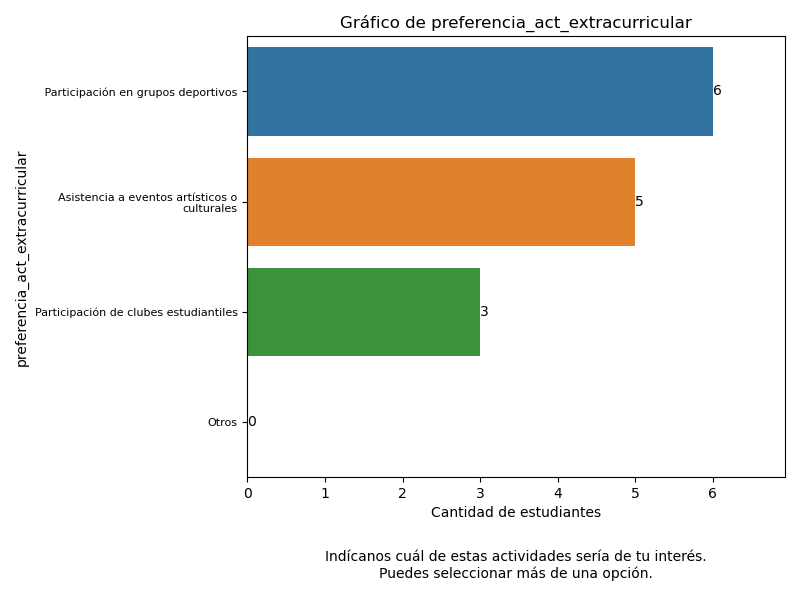 Gráfico de preferencia_act_extracurricular
preferencia_act_extracurricular
Participación en grupos deportivos
6
Asistencia a eventos artísticos o
culturales
5
Participación de clubes estudiantiles
3
Otros
0
0 1 2 3 4 5 6
Cantidad de estudiantes
Indícanos cuál de estas actividades sería de tu interés.
Puedes seleccionar más de una opción.